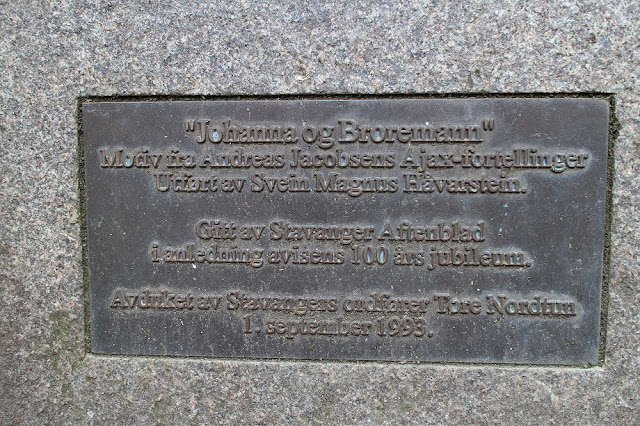 "Johanna og Broremann"
Motiv fra Andreas Jacobsens Ajax-fortellinger
Utført av Svein Magnus Håvarstein.
Gitt av Stavanger Aftenblad
i anledning avisens 100 års jubileum.
Avduket av Stavangers ordfører Tore Nordtun
1. september 1993.